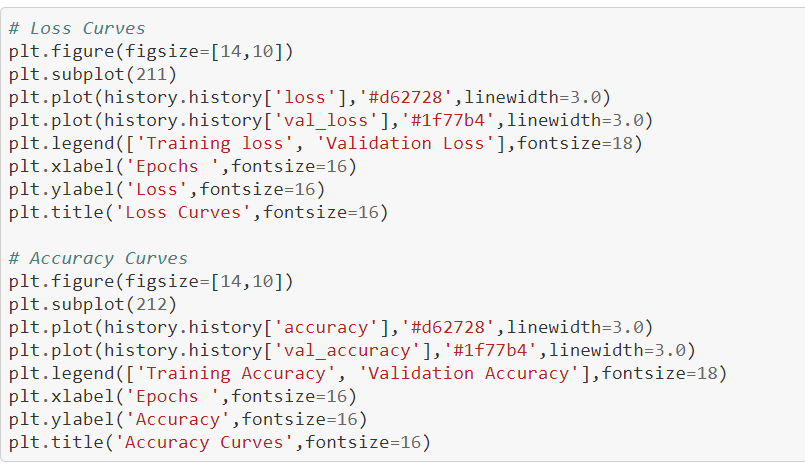 # Loss Curves
plt.figure(figsize=[14,10])
plt.subplot(211)
plt.plot(history.history['loss'],'#d62728',linewidth=3.0)
plt.plot(history.history['val_loss'],'#1f77b4',linewidth=3.0)
plt.legend(['Training loss', 'Validation Loss'],fontsize=18)
plt.xlabel('Epochs ',fontsize=16)
plt.ylabel('Loss',fontsize=16)
plt.title('Loss Curves',fontsize=16)

# Accuracy Curves
plt.figure(figsize=[14,10])
plt.subplot(212)
plt.plot(history.history['accuracy'],'#d62728',linewidth=3.0)
plt.plot(history.history['val_accuracy'],'#1f77b4',linewidth=3.0)
plt.legend(['Training Accuracy', 'Validation Accuracy'],fontsize=18)
plt.xlabel('Epochs ',fontsize=16)
plt.ylabel('Accuracy',fontsize=16)
plt.title('Accuracy Curves',fontsize=16)